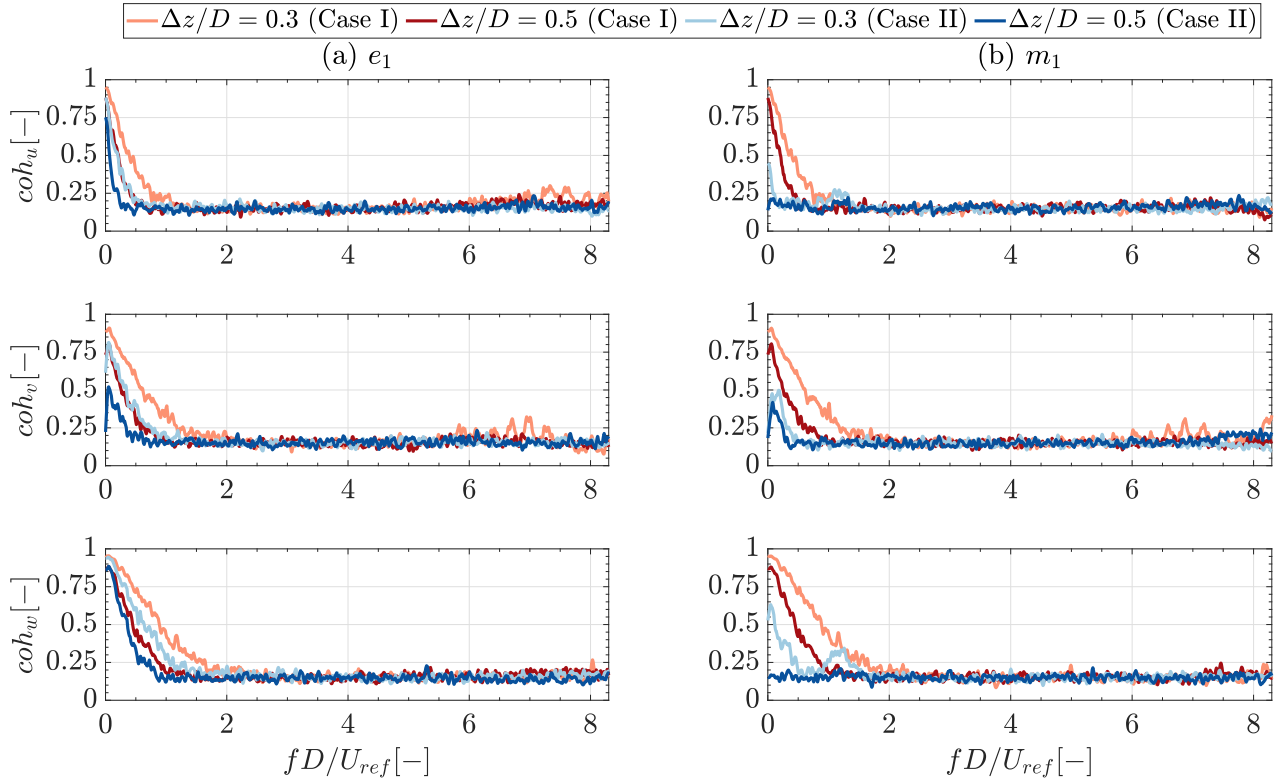 Δz/D = 0.3 (Case I) Δz/D = 0.5 (Case I) Δz/D = 0.3 (Case II) Δz/D = 0.5 (Case II)
(a) e₁ (b) m₁
coh_u[−] 1 0.75 0.5 0.25 0
0 2 4 6 8
coh_u[−] 1 0.75 0.5 0.25 0
0 2 4 6 8
coh_v[−] 1 0.75 0.5 0.25 0
0 2 4 6 8
coh_v[−] 1 0.75 0.5 0.25 0
0 2 4 6 8
coh_w[−] 1 0.75 0.5 0.25 0
0 2 4 6 8
fD/U_ref[−]
coh_w[−] 1 0.75 0.5 0.25 0
0 2 4 6 8
fD/U_ref[−]